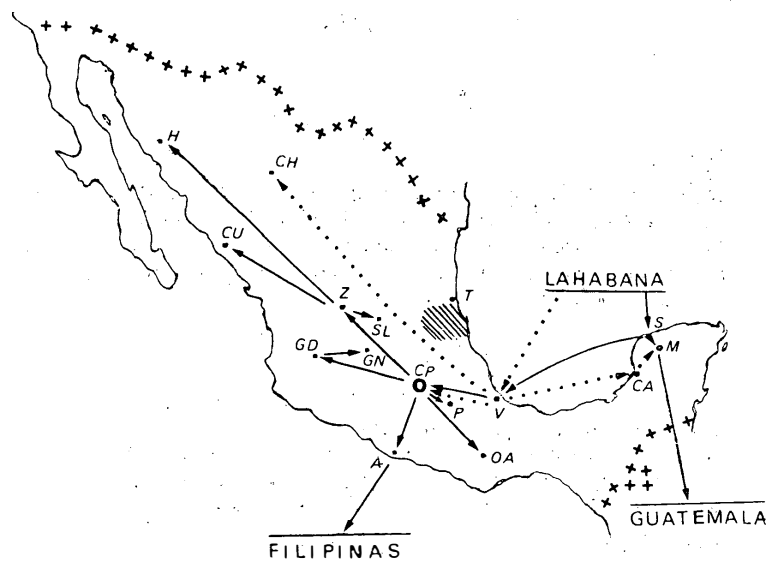 H
CH
CU
LAHABANA
Z
T
S
SL
M
GD
GN
CP
CA
P
V
A
OA
GUATEMALA
FILIPINAS